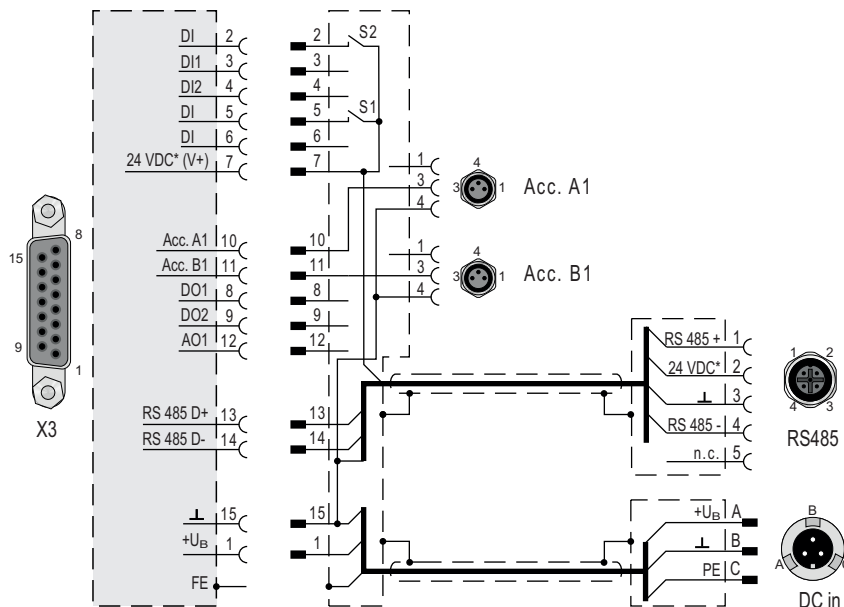 DI 2 2 S2
DI1 3 3
DI2 4 4
DI 5 5 S1
DI 6 6
24 VDC* (V+) 7 7
1 4
3 3 1 Acc. A1
4
8
15
9
1
X3
Acc. A1 10 10
1 4
Acc. B1 11 11 3 3 1 Acc. B1
DO1 8 8 4
DO2 9 9
AO1 12 12
RS 485 + 1
24 VDC* 2
⊥ 3
RS 485 - 4
n.c. 5
1 2
4 3
RS485
RS 485 D+ 13 13
RS 485 D- 14 14
⊥ 15 15
+UB 1 1
FE
+UB A
⊥ B
PE C
B
A C
DC in